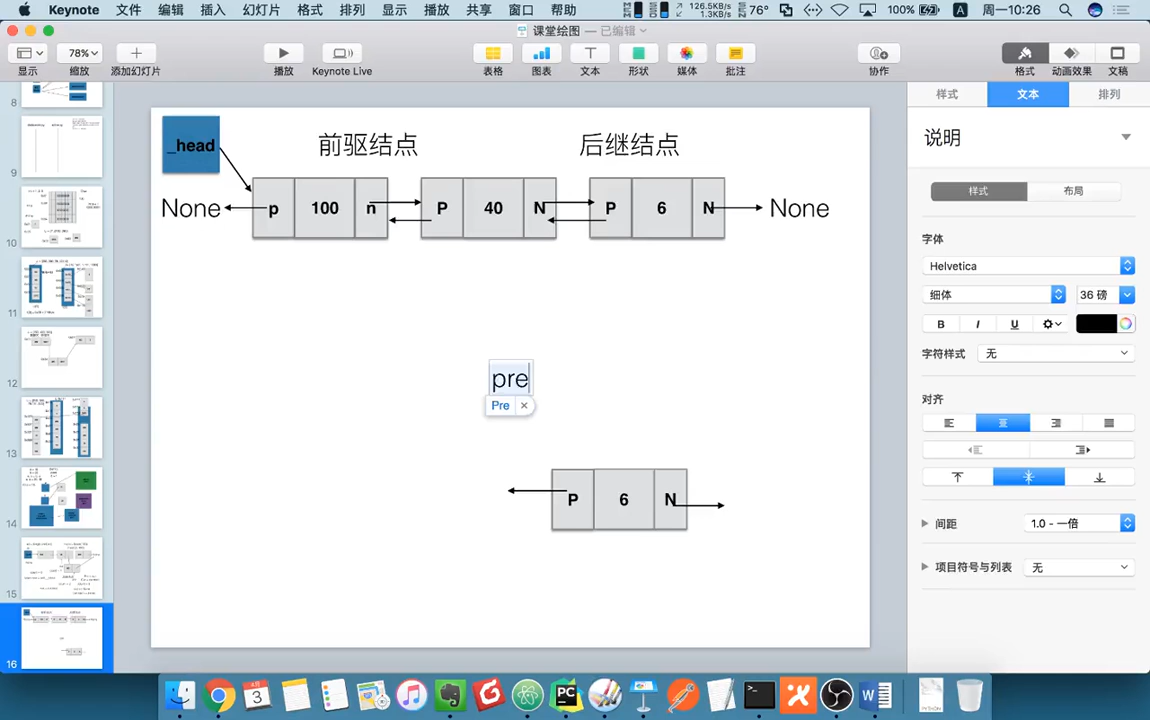 Keynote 文件 编辑 插入 幻灯片 格式 排列 显示 播放 共享 窗口 帮助 126.5KB/s 1.3KB/s 76° 100% A 周一10:26
课堂绘图 — 已编辑
78%
显示 缩放 添加幻灯片 播放 Keynote Live 表格 图表 文本 形状 媒体 批注 协作 格式 动画效果 文稿
样式 文本 排列
说明
样式 布局
字体
Helvetica
细体 36 磅
B I U
字符样式 无
对齐
间距 1.0 - 一倍
项目符号与列表 无
8
9
10
11
12
13
14
15
16
_head 前驱结点 后继结点
None p 100 n P 40 N P 6 N None
pre
Pre ×
P 6 N
3
PC
W
PYTHON